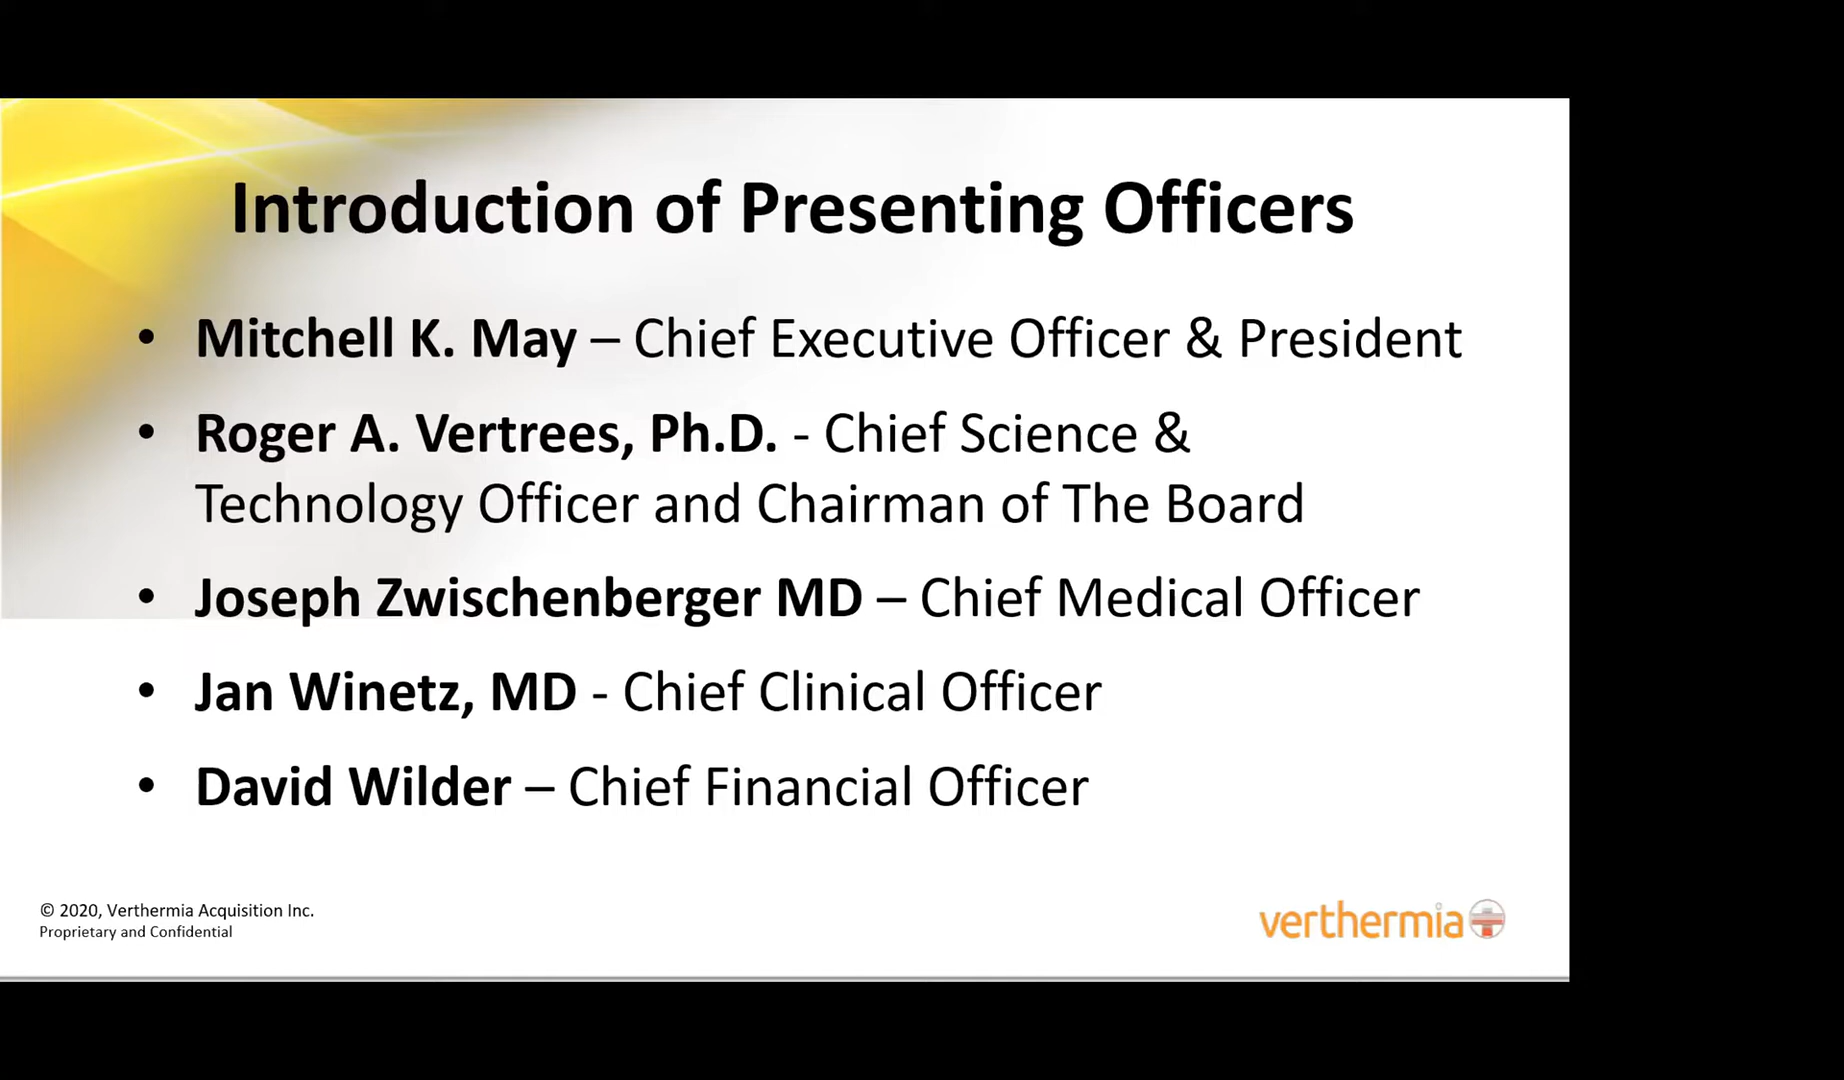 Introduction of Presenting Officers
• Mitchell K. May – Chief Executive Officer & President
• Roger A. Vertrees, Ph.D. - Chief Science &
Technology Officer and Chairman of The Board
• Joseph Zwischenberger MD – Chief Medical Officer
• Jan Winetz, MD - Chief Clinical Officer
• David Wilder – Chief Financial Officer
© 2020, Verthermia Acquisition Inc.
Proprietary and Confidential
verthermia